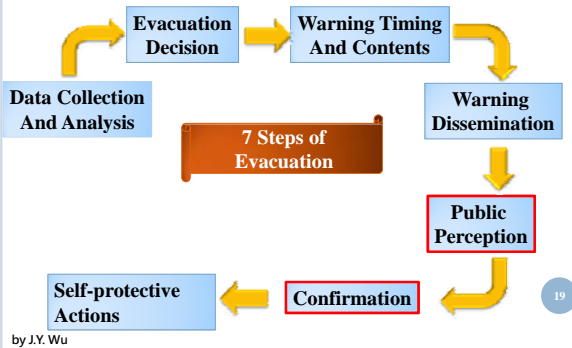 Evacuation
Decision
Warning Timing
And Contents
Data Collection
And Analysis
Warning
Dissemination
7 Steps of
Evacuation
Public
Perception
Self-protective
Actions
Confirmation
19
by J.Y. Wu